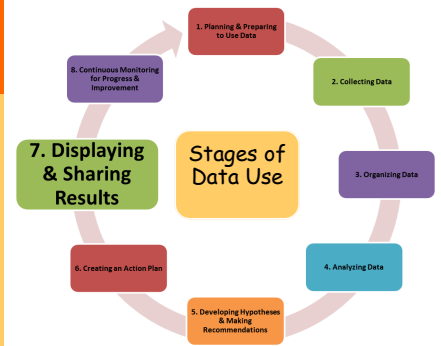 1. Planning & Preparing
to Use Data
2. Collecting Data
3. Organizing Data
4. Analyzing Data
5. Developing Hypotheses
& Making
Recommendations
6. Creating an Action Plan
7. Displaying
& Sharing
Results
8. Continuous Monitoring
for Progress &
Improvement
Stages of
Data Use